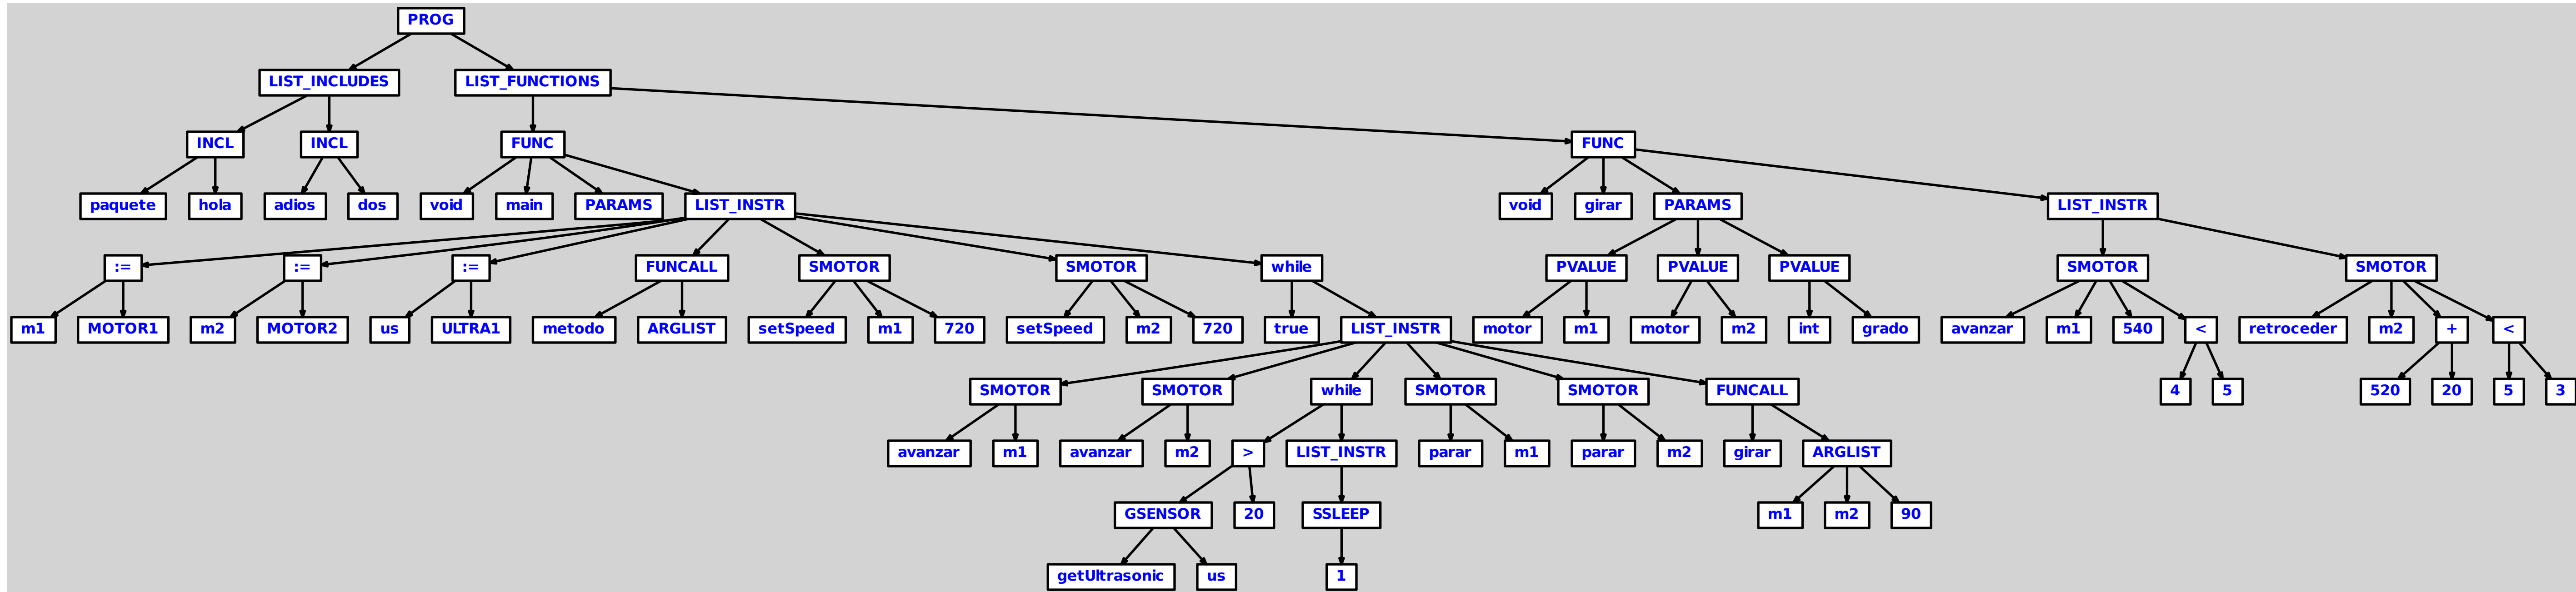 PROG
LIST_INCLUDES LIST_FUNCTIONS
INCL INCL FUNC FUNC
paquete hola adios dos void main PARAMS LIST_INSTR void girar PARAMS LIST_INSTR
:= := := FUNCALL SMOTOR SMOTOR while PVALUE PVALUE PVALUE SMOTOR SMOTOR
m1 MOTOR1 m2 MOTOR2 us ULTRA1 metodo ARGLIST setSpeed m1 720 setSpeed m2 720 true LIST_INSTR motor m1 motor m2 int grado avanzar m1 540 < retroceder m2 + <
SMOTOR SMOTOR while SMOTOR SMOTOR FUNCALL 4 5 520 20 5 3
avanzar m1 avanzar m2 > LIST_INSTR parar m1 parar m2 girar ARGLIST
GSENSOR 20 SSLEEP m1 m2 90
getUltrasonic us 1